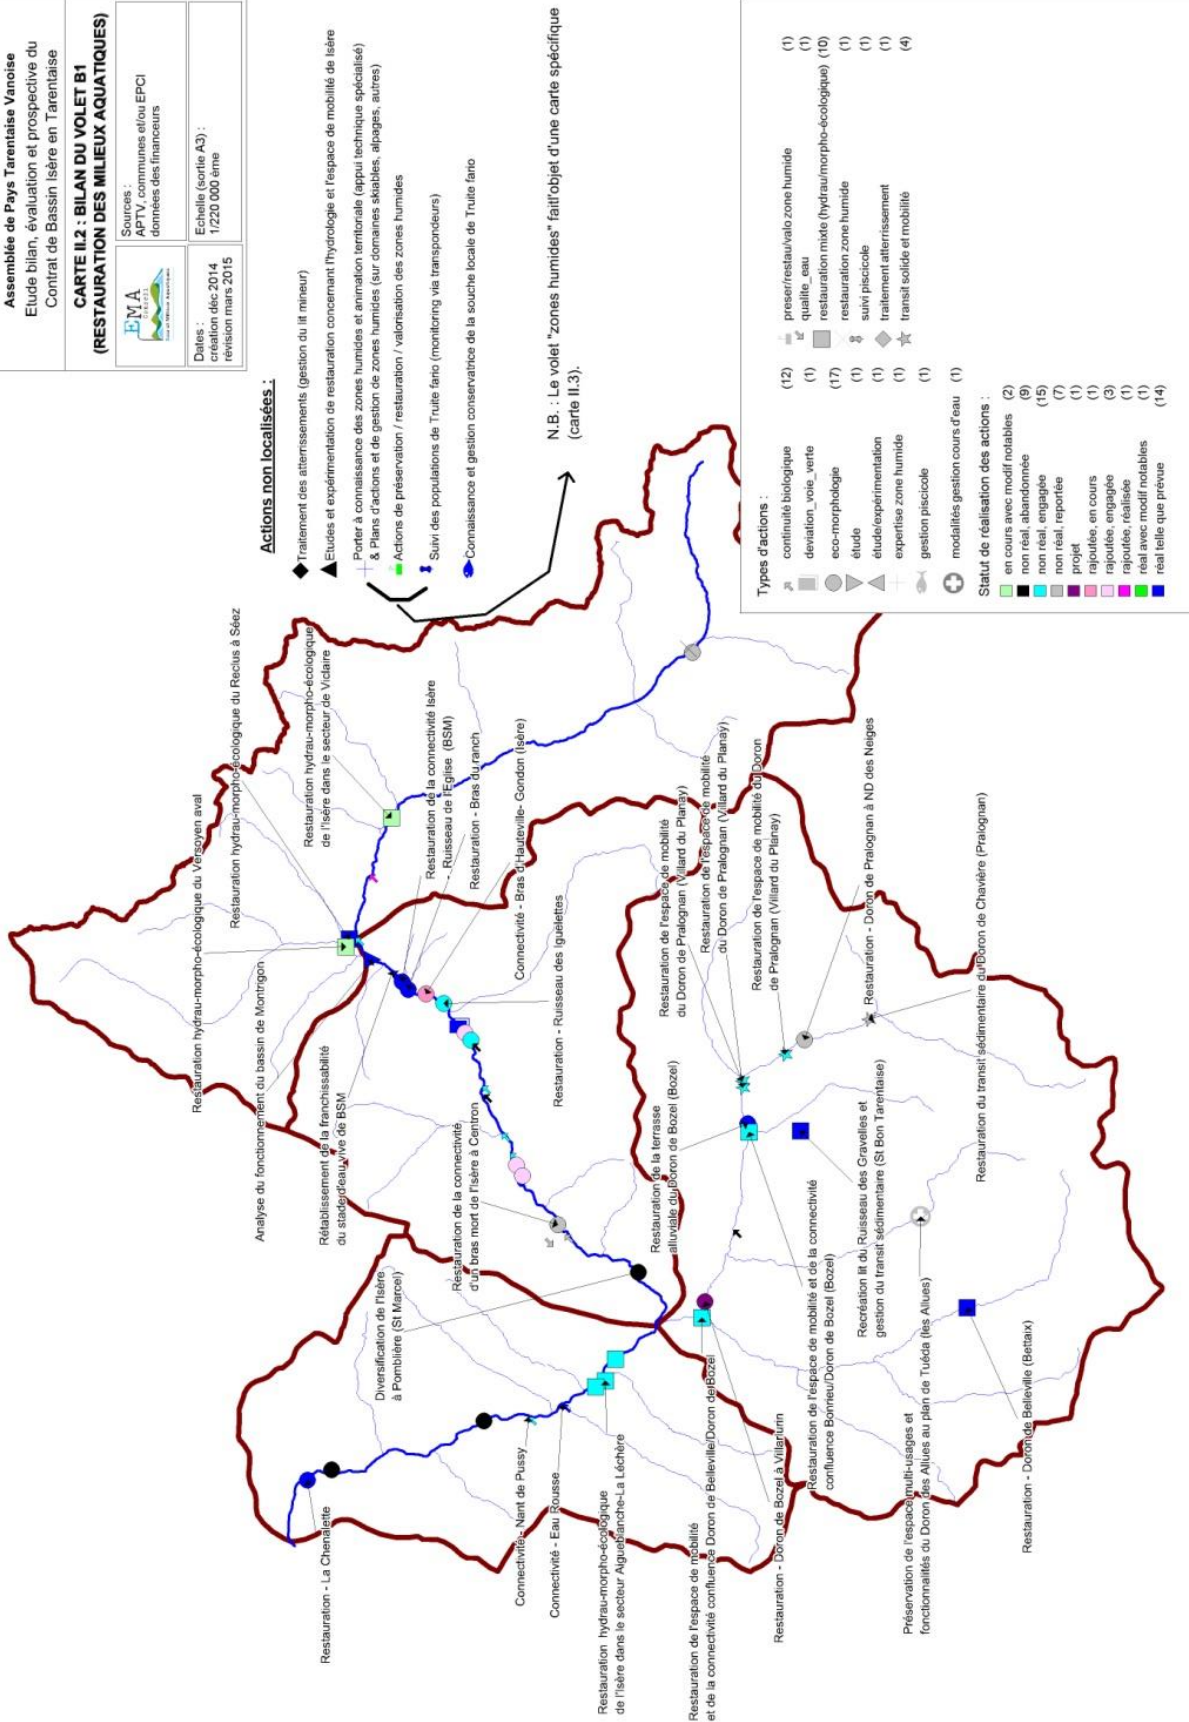 Assemblée de Pays Tarentaise Vanoise
Etude bilan, évaluation et prospective du
Contrat de Bassin Isère en Tarentaise
CARTE II.2 : BILAN DU VOLET B1
(RESTAURATION DES MILIEUX AQUATIQUES)
EMA
Conseil
Sources :
APTV, communes et/ou EPCI
données des financeurs
Dates :
création déc 2014
révision mars 2015
Echelle (sortie A3) :
1/220 000 ème
Actions non localisées :
Traitement des atterrissements (gestion du lit mineur)
Etudes et expérimentation de restauration concernant l'hydrologie et l'espace de mobilité de Isère
Porter à connaissance des zones humides et animation territoriale (appui technique spécialisé)
& Plans d'actions et de gestion de zones humides (sur domaines skiables, alpages, autres)
Actions de préservation / restauration / valorisation des zones humides
Suivi des populations de Truite fario (monitoring via transpondeurs)
Connaissance et gestion conservatrice de la souche locale de Truite fario
N.B. : Le volet "zones humides" faitl'objet d'une carte spécifique
(carte II.3).
Restauration hydrau-morpho-écologique du Versoyen aval
Restauration hydrau-morpho-écologique du Reclus à Séez
Restauration hydrau-morpho-écologique
de l'Isère dans le secteur de Viclaire
Analyse du fonctionnement du bassin de Montrigon
Rétablissement de la franchissabilité
du stade d'eau vive de BSM
Restauration de la connectivité Isère
- Ruisseau de l'Eglise (BSM)
Restauration - Bras du ranch
Connectivité - Bras d'Hauteville- Gondon (Isère)
Restauration - Ruisseau des Iguelettes
Restauration de la connectivité
d'un bras mort de l'Isère à Centron
Diversification de l'Isère
à Pomblière (St Marcel)
Restauration - La Chenalette
Connectivité - Nant de Pussy
Connectivité - Eau Rousse
Restauration hydrau-morpho-écologique
de l'Isère dans le secteur Aigueblanche-La Léchère
Restauration de l'espace de mobilité
et de la connectivité confluence Doron de Belleville/Doron de Bozel
Restauration - Doron de Bozel à Villarlurin
Restauration de l'espace de mobilité et de la connectivité
confluence Bonrieu/Doron de Bozel (Bozel)
Restauration de la terrasse
alluviale du Doron de Bozel (Bozel)
Restauration de l'espace de mobilité
du Doron de Pralognan (Villard du Planay)
Restauration de l'espace de mobilité
du Doron de Pralognan (Villard du Planay)
Restauration de l'espace de mobilité du Doron
de Pralognan (Villard du Planay)
Restauration - Doron de Pralognan à ND des Neiges
Restauration du transit sédimentaire du Doron de Chavière (Pralognan)
Recréation lit du Ruisseau des Gravelles et
gestion du transit sédimentaire (St Bon Tarentaise)
Préservation de l'espace multi-usages et
fonctionnalités du Doron des Allues au plan de Tuéda (les Allues)
Restauration - Doron de Belleville (Bettaix)
Types d'actions :
continuité biologique (12)
deviation_voie_verte (1)
eco-morphologie (17)
étude (1)
étude/expérimentation (1)
expertise zone humide (1)
gestion piscicole (1)
modalités gestion cours d'eau (1)
preser/restau/valo zone humide (1)
qualite_eau (1)
restauration mixte (hydrau/morpho-écologique) (10)
restauration zone humide (1)
suivi piscicole (1)
traitement atterrissement (1)
transit solide et mobilité (4)
Statut de réalisation des actions :
en cours avec modif notables (2)
non réal, abandonnée (9)
non réal, engagée (15)
non réal, reportée (7)
projet (1)
rajoutée, en cours (1)
rajoutée, engagée (3)
rajoutée, réalisée (1)
réal avec modif notables (1)
réal telle que prévue (14)